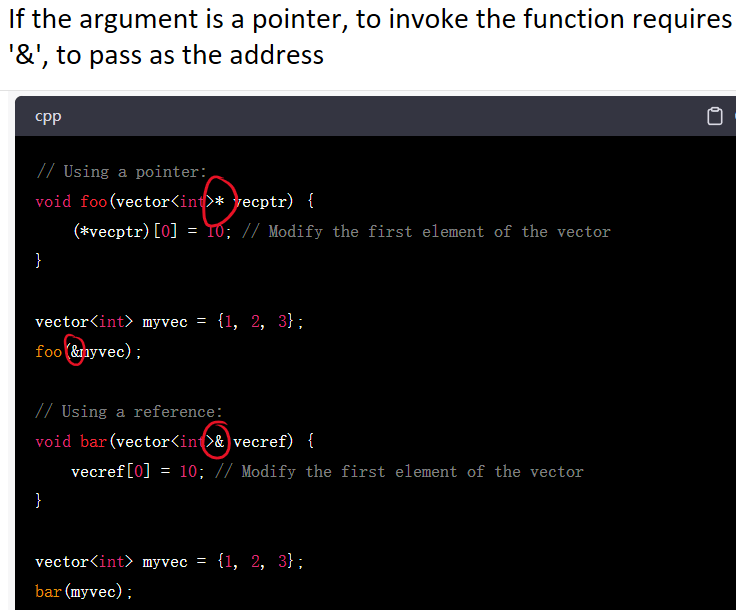 If the argument is a pointer, to invoke the function requires
'&', to pass as the address
cpp
// Using a pointer:
void foo(vector<int>* vecptr) {
(*vecptr)[0] = 10; // Modify the first element of the vector
}
vector<int> myvec = {1, 2, 3};
foo(&myvec);
// Using a reference:
void bar(vector<int>& vecref) {
vecref[0] = 10; // Modify the first element of the vector
}
vector<int> myvec = {1, 2, 3};
bar(myvec);